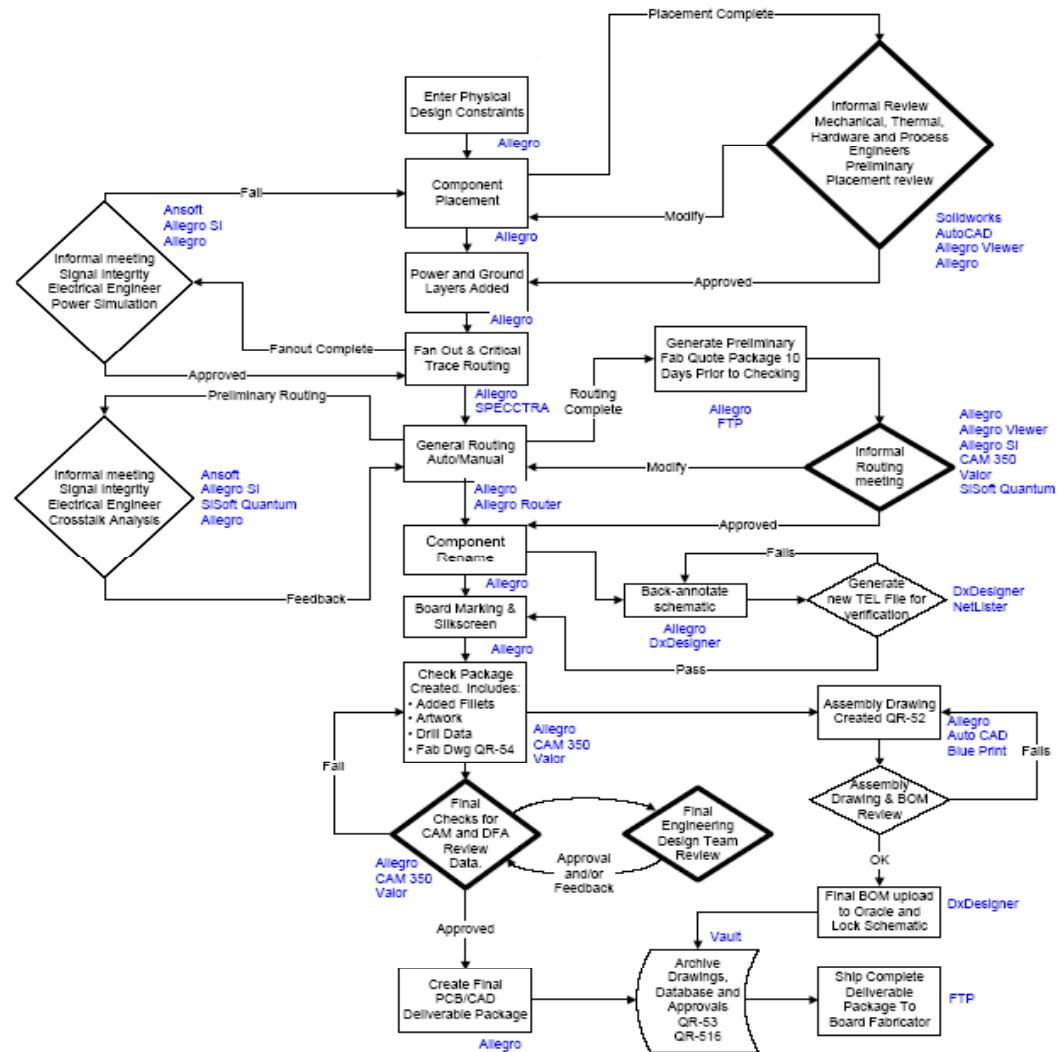 Placement Complete
Enter Physical
Design Constraints
Allegro
Informal Review
Mechanical, Thermal,
Hardware and Process
Engineers
Preliminary
Placement review
Solidworks
AutoCAD
Allegro Viewer
Allegro
Fail
Component
Placement
Modify
Allegro
Ansoft
Allegro SI
Allegro
Informal meeting
Signal Integrity
Electrical Engineer
Power Simulation
Power and Ground
Layers Added
Approved
Allegro
Fanout Complete
Fan Out & Critical
Trace Routing
Approved
Allegro
SPECCTRA
Generate Preliminary
Fab Quote Package 10
Days Prior to Checking
Allegro
FTP
Routing
Complete
Preliminary Routing
General Routing
Auto/Manual
Modify
Allegro
Allegro Router
Informal
Routing
meeting
Allegro
Allegro Viewer
Allegro SI
CAM 350
Valor
SiSoft Quantum
Informal meeting
Signal Integrity
Electrical Engineer
Crosstalk Analysis
Ansoft
Allegro SI
SiSoft Quantum
Allegro
Feedback
Approved
Component
Rename
Allegro
Back-annotate
schematic
Allegro
DxDesigner
Fails
Generate
new TEL File for
verification
DxDesigner
NetLister
Pass
Board Marking &
Silkscreen
Allegro
Check Package
Created. Includes:
• Added Fillets
• Artwork
• Drill Data
• Fab Dwg QR-54
Allegro
CAM 350
Valor
Assembly Drawing
Created QR-52
Allegro
Auto CAD
Blue Print
Fails
Fail
Assembly
Drawing & BOM
Review
OK
Final
Checks for
CAM and DFA
Review
Data.
Allegro
CAM 350
Valor
Approval
and/or
Feedback
Final
Engineering
Design Team
Review
Final BOM upload
to Oracle and
Lock Schematic
DxDesigner
Approved
Vault
Create Final
PCB/CAD
Deliverable Package
Allegro
Archive
Drawings,
Database and
Approvals
QR-53
QR-516
Ship Complete
Deliverable
Package To
Board Fabricator
FTP